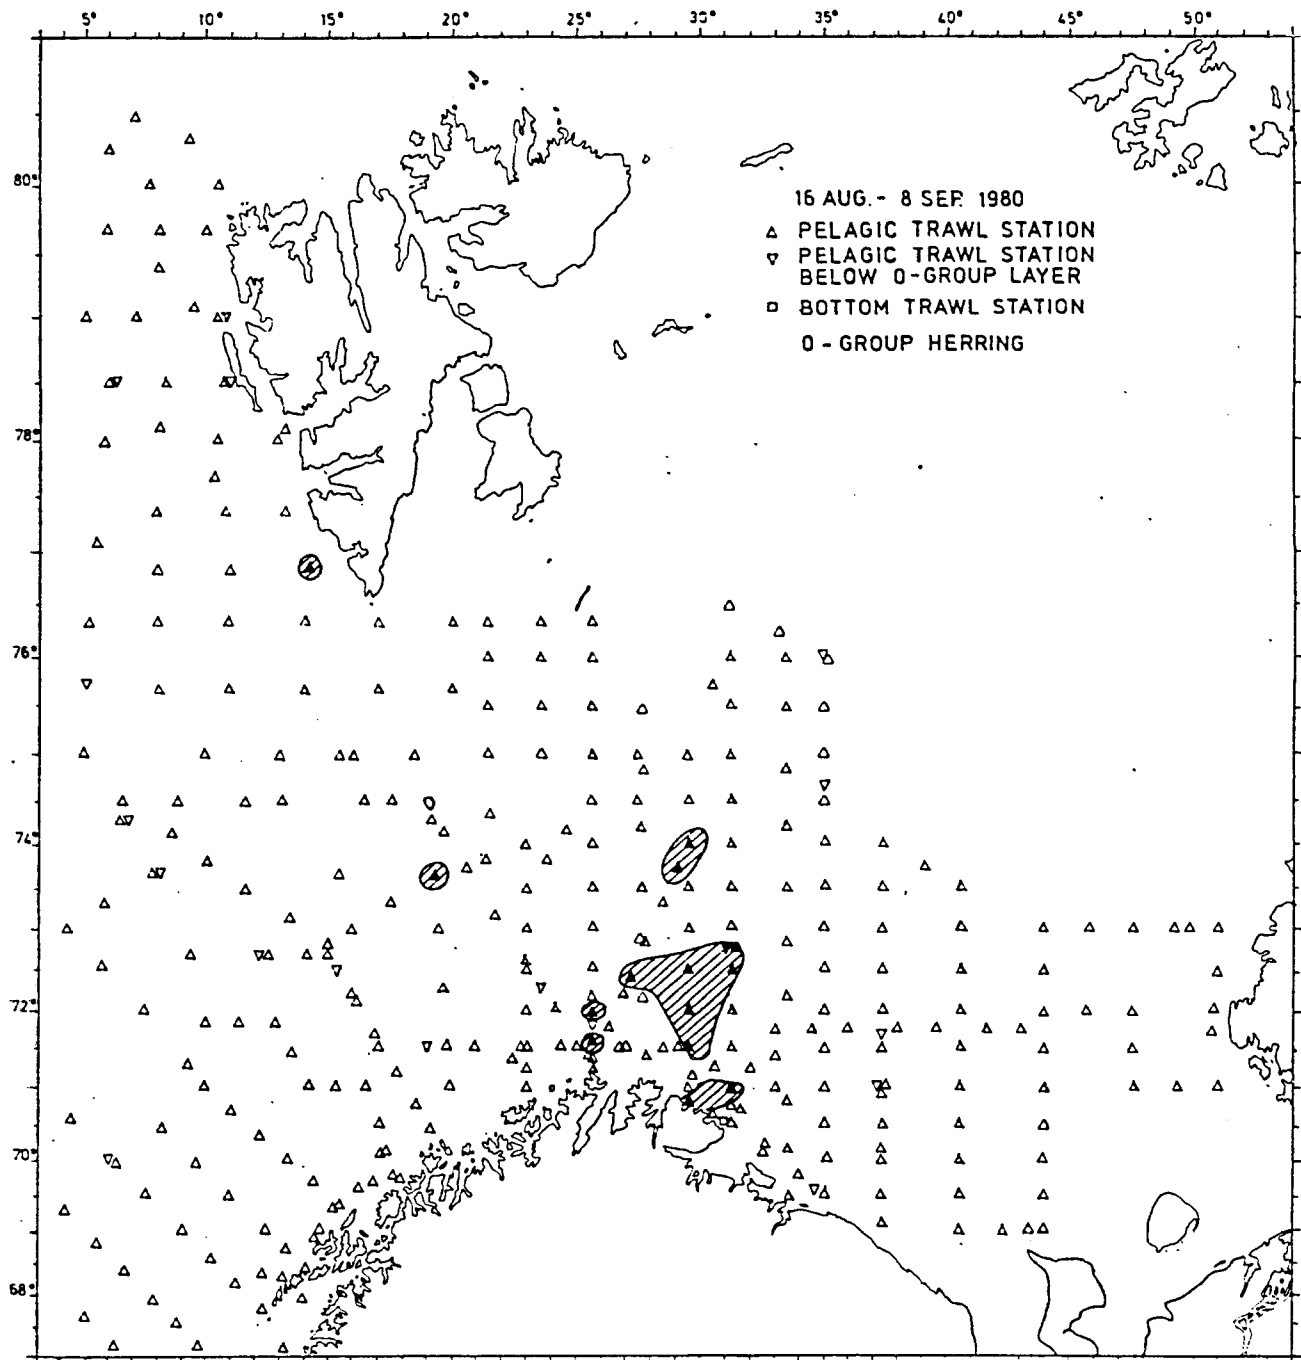 5° 10° 15° 20° 25° 30° 35° 40° 45° 50°
80°
16 AUG. - 8 SEP. 1980
PELAGIC TRAWL STATION
PELAGIC TRAWL STATION
BELOW 0-GROUP LAYER
BOTTOM TRAWL STATION
0 - GROUP HERRING
78°
76°
74°
72°
70°
68°